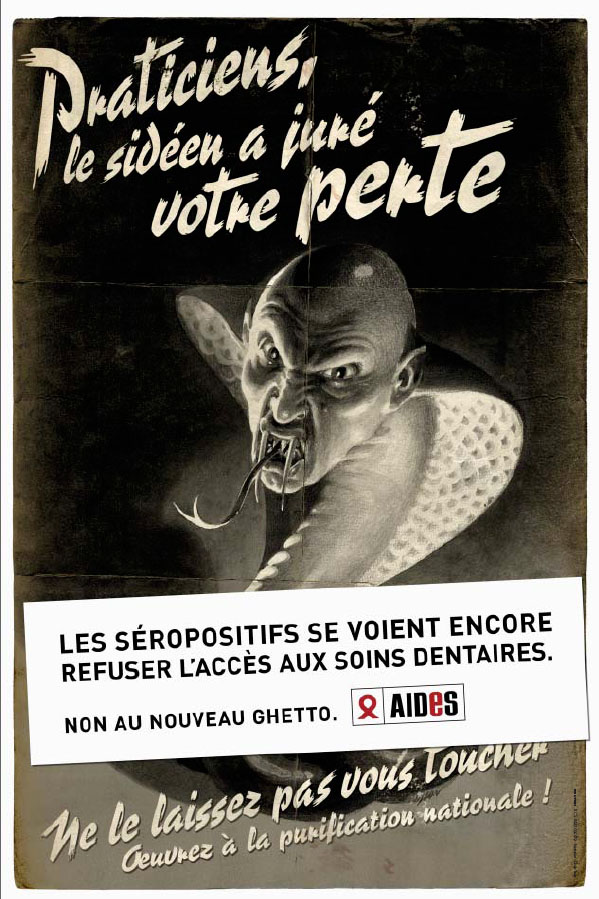 Praticiens,
le sidéen a juré
votre perte
LES SÉROPOSITIFS SE VOIENT ENCORE
REFUSER L'ACCÈS AUX SOINS DENTAIRES.
NON AU NOUVEAU GHETTO. AIDeS
Ne le laissez pas vous toucher
Œuvrez à la purification nationale !